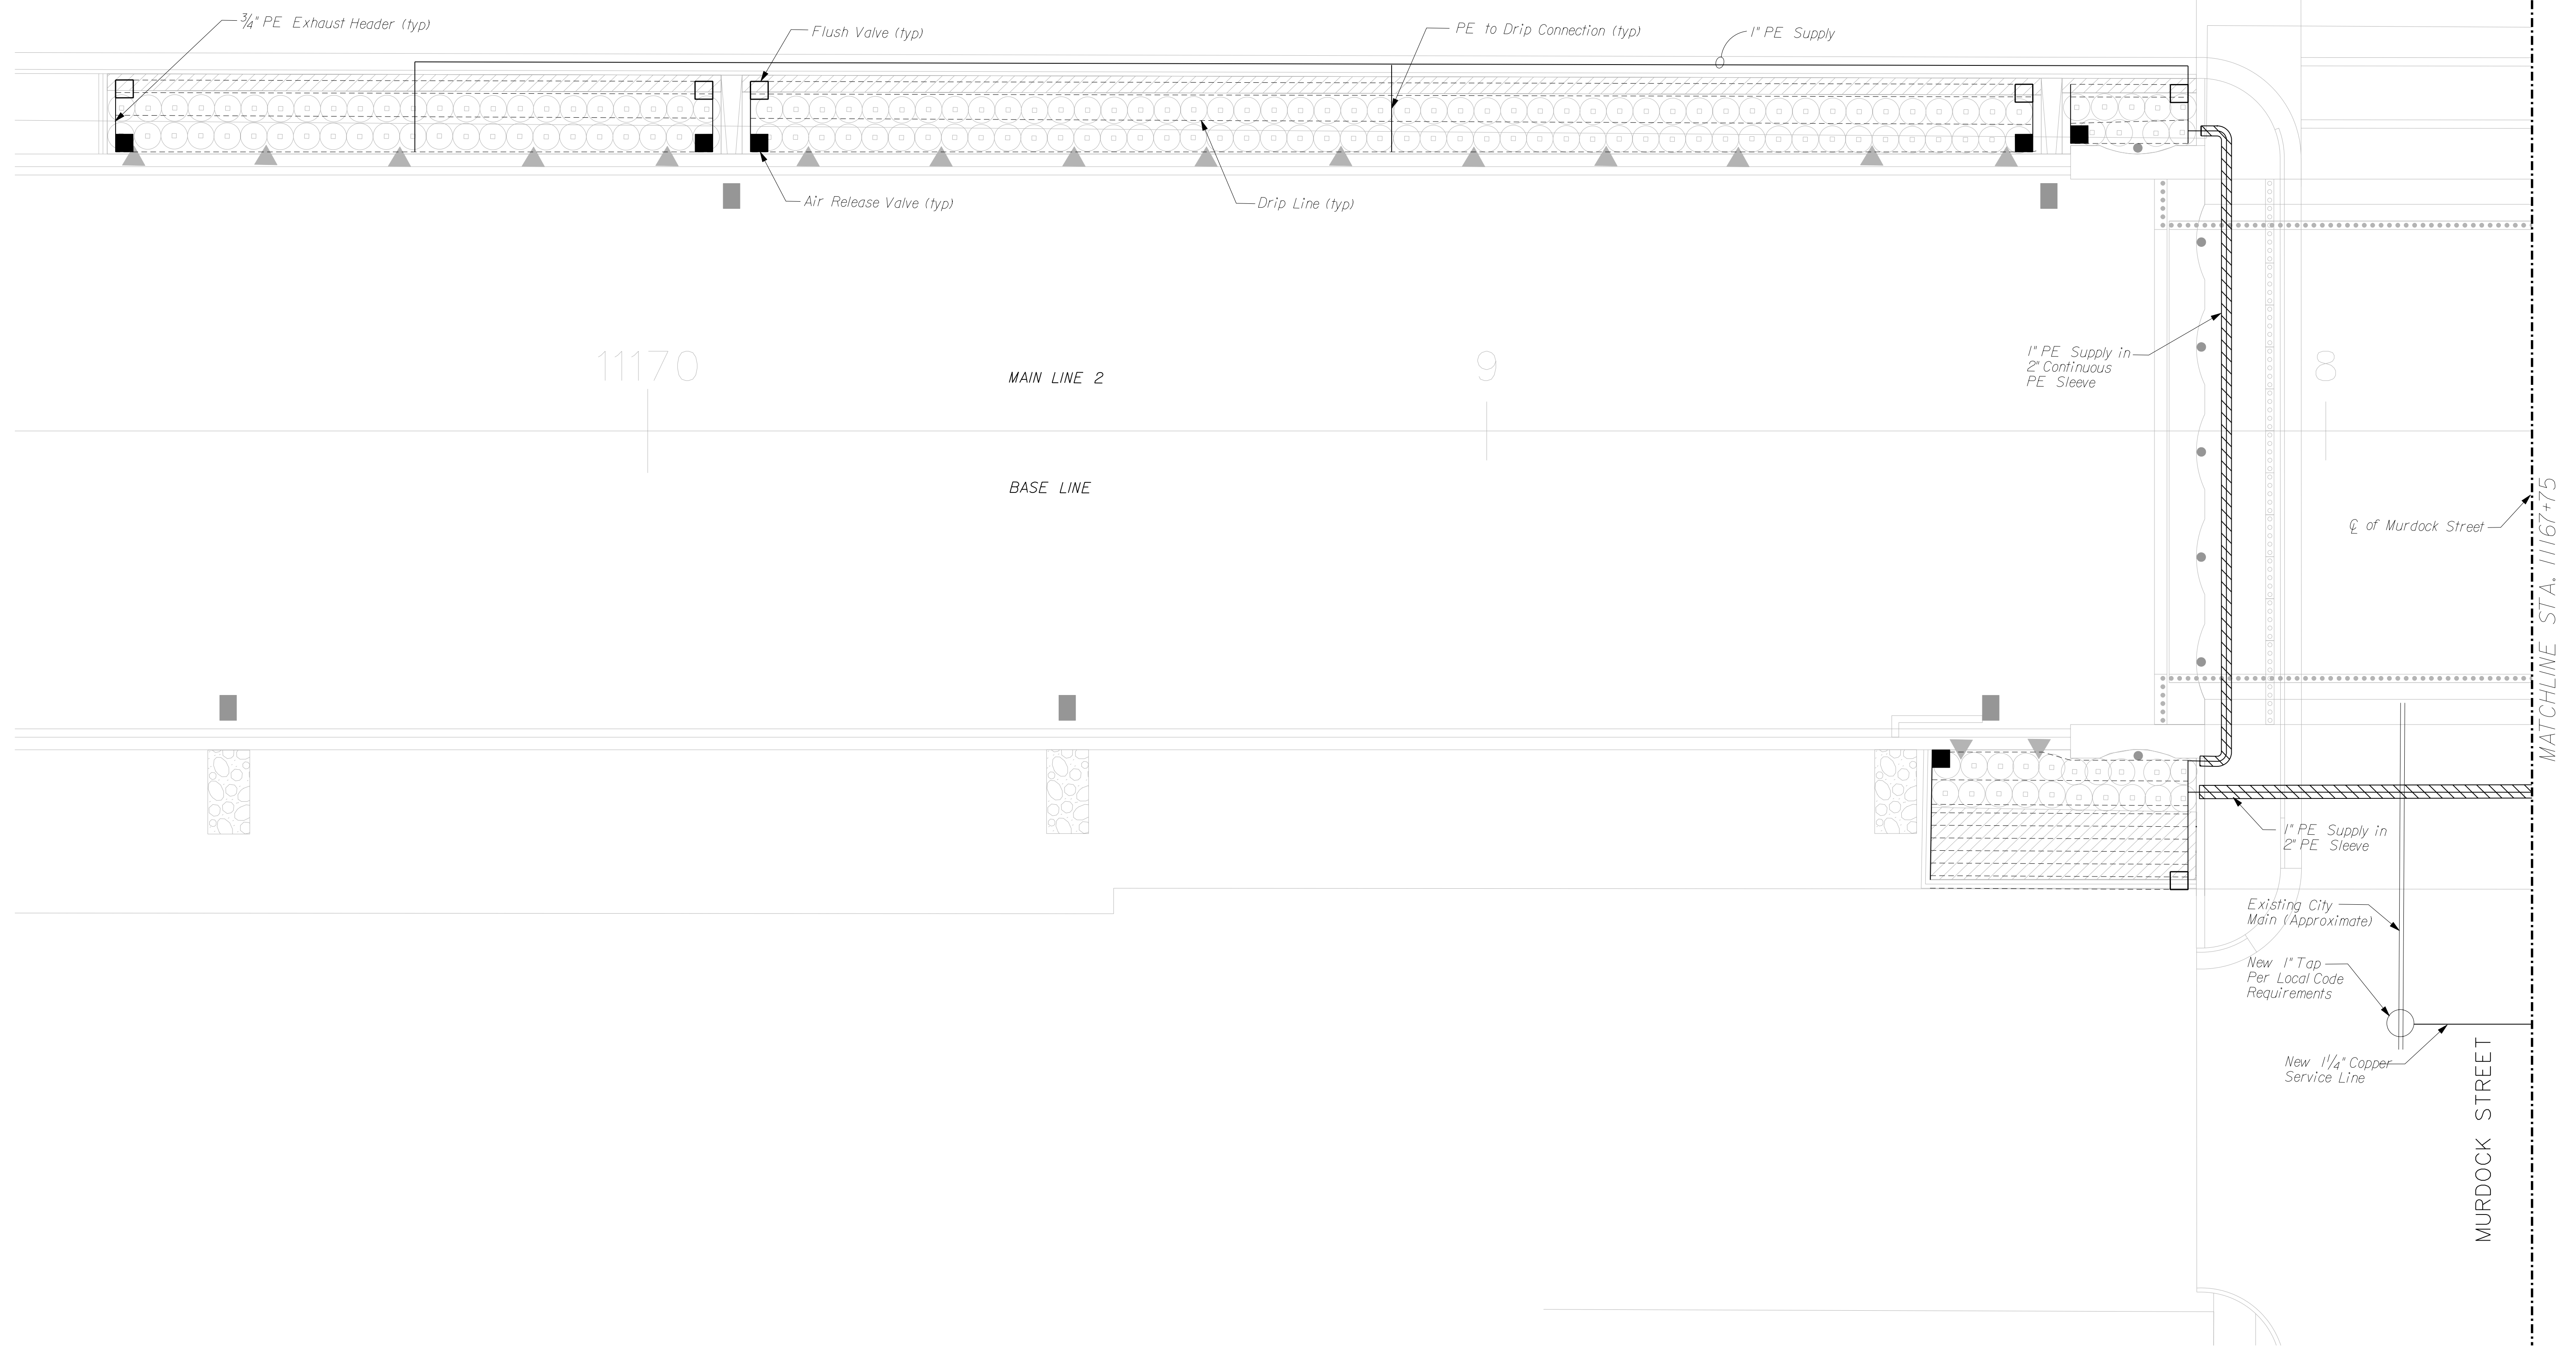 3/4" PE Exhaust Header (typ)
Flush Valve (typ)
PE to Drip Connection (typ)
1" PE Supply
Air Release Valve (typ)
Drip Line (typ)
11170
9
8
MAIN LINE 2
1" PE Supply in
2" Continuous
PE Sleeve
BASE LINE
℄ of Murdock Street
MATCHLINE STA. 11167+75
1" PE Supply in
2" PE Sleeve
Existing City
Main (Approximate)
New 1" Tap
Per Local Code
Requirements
New 1 1/4" Copper
Service Line
MURDOCK STREET